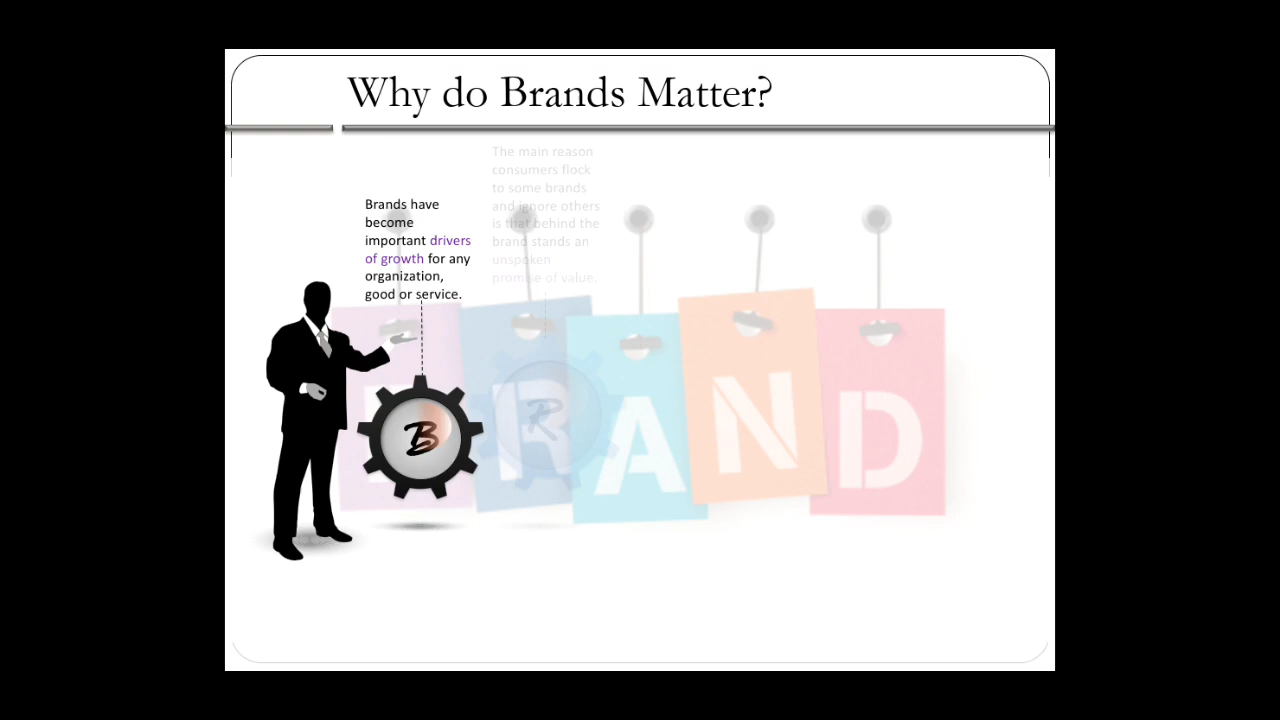 Why do Brands Matter?
Brands have
become
important drivers
of growth for any
organization,
good or service.
The main reason
consumers flock
to some brands
and ignore others
is that behind the
brand stands an
unspoken
promise of value.
B
R
B R A N D